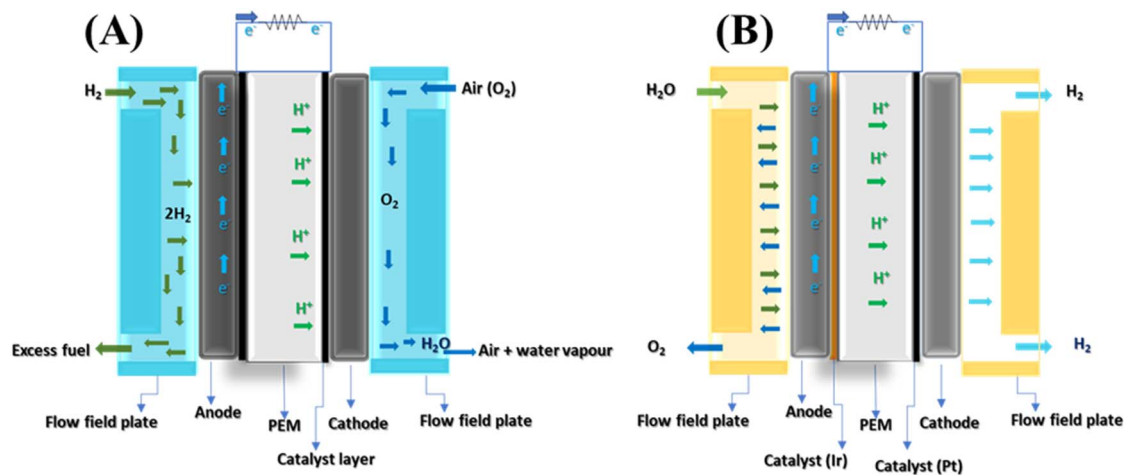 (A)
e⁻ e⁻
H₂
Air (O₂)
e⁻
H⁺
e⁻
H⁺
2H₂
O₂
e⁻
H⁺
e⁻
H⁺
Excess fuel
H₂O
Air + water vapour
Flow field plate
Anode
PEM
Cathode
Flow field plate
Catalyst layer
(B)
e⁻ e⁻
H₂O
H₂
e⁻
H⁺
e⁻
H⁺
e⁻
H⁺
e⁻
H⁺
O₂
H₂
Flow field plate
Anode
PEM
Cathode
Flow field plate
Catalyst (Ir)
Catalyst (Pt)